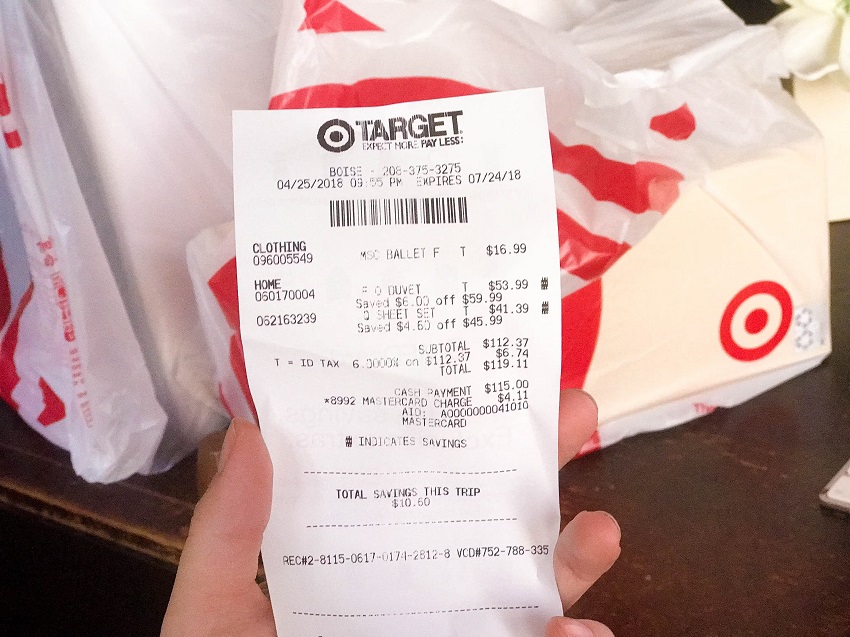 TARGET
EXPECT MORE. PAY LESS.
BOISE - 208-375-3275
04/25/2018 09:55 PM EXPIRES 07/24/18
CLOTHING
096005549 MSC BALLET F T $16.99
HOME
060170004 F Q DUVET T $53.99 #
Saved $6.00 off $59.99
062163239 Q SHEET SET T $41.39 #
Saved $4.60 off $45.99
SUBTOTAL $112.37
T = ID TAX 6.0000% on $112.37 $6.74
TOTAL $119.11
CASH PAYMENT $115.00
*8992 MASTERCARD CHARGE $4.11
AID: A0000000041010
MASTERCARD
# INDICATES SAVINGS
TOTAL SAVINGS THIS TRIP
$10.60
REC#2-8115-0617-0174-2812-8 VCD#752-788-335